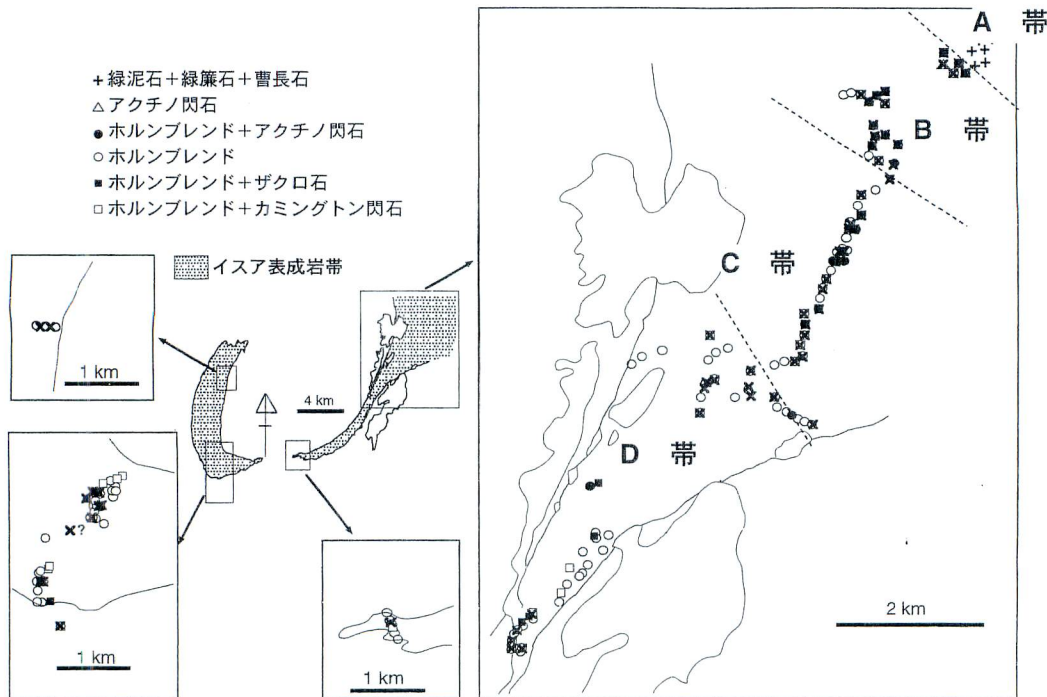 A 帯
+ 緑泥石＋緑簾石＋曹長石
△ アクチノ閃石
● ホルンブレンド＋アクチノ閃石
○ ホルンブレンド
■ ホルンブレンド＋ザクロ石
□ ホルンブレンド＋カミングトン閃石
イスア表成岩帯
B 帯
C 帯
D 帯
1 km
4 km
?
1 km
1 km
2 km